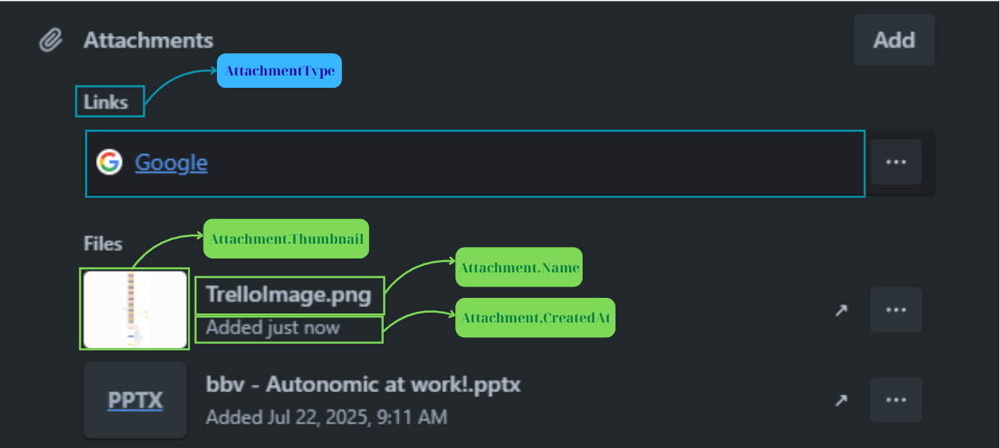 Attachments
Add
AttachmentType
Links
Google
...
Files
Attachment.Thumbnail
Attachment.Name
TrelloImage.png
Attachment,CreatedAt
Added just now
...
PPTX
bbv - Autonomic at work!.pptx
Added Jul 22, 2025, 9:11 AM
...